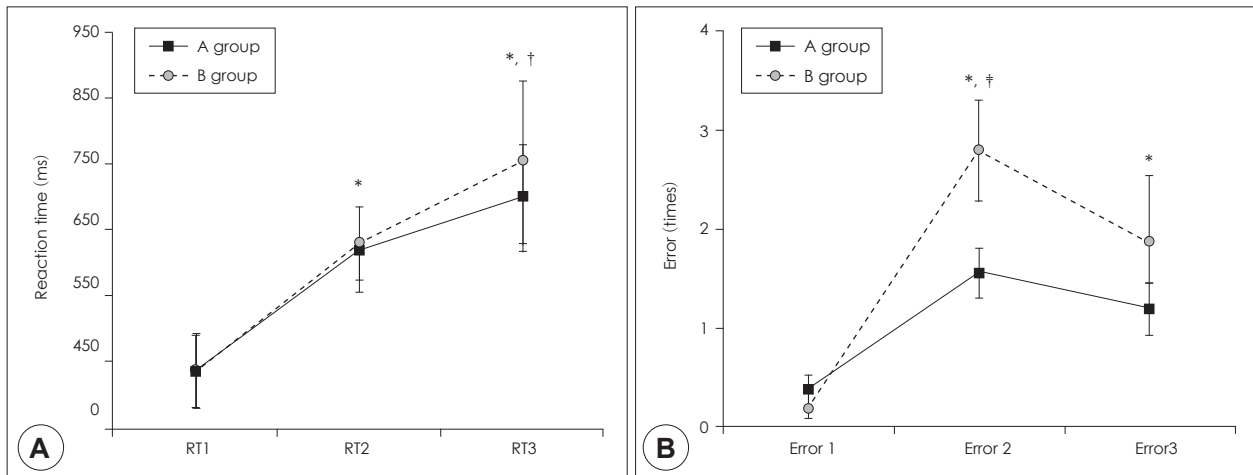 950
850
750
650
550
450
0
Reaction time (ms)
A group
B group
*
*, †
RT1
RT2
RT3
A
4
3
2
1
0
Error (times)
A group
B group
*, ‡
*
Error 1
Error 2
Error3
B